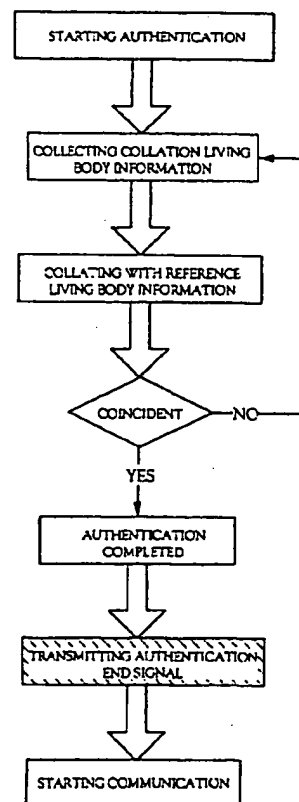 STARTING AUTHENTICATION
COLLECTING COLLATION LIVING
BODY INFORMATION
COLLATING WITH REFERENCE
LIVING BODY INFORMATION
COINCIDENT
NO
YES
AUTHENTICATION
COMPLETED
TRANSMITTING AUTHENTICATION
END SIGNAL
STARTING COMMUNICATION